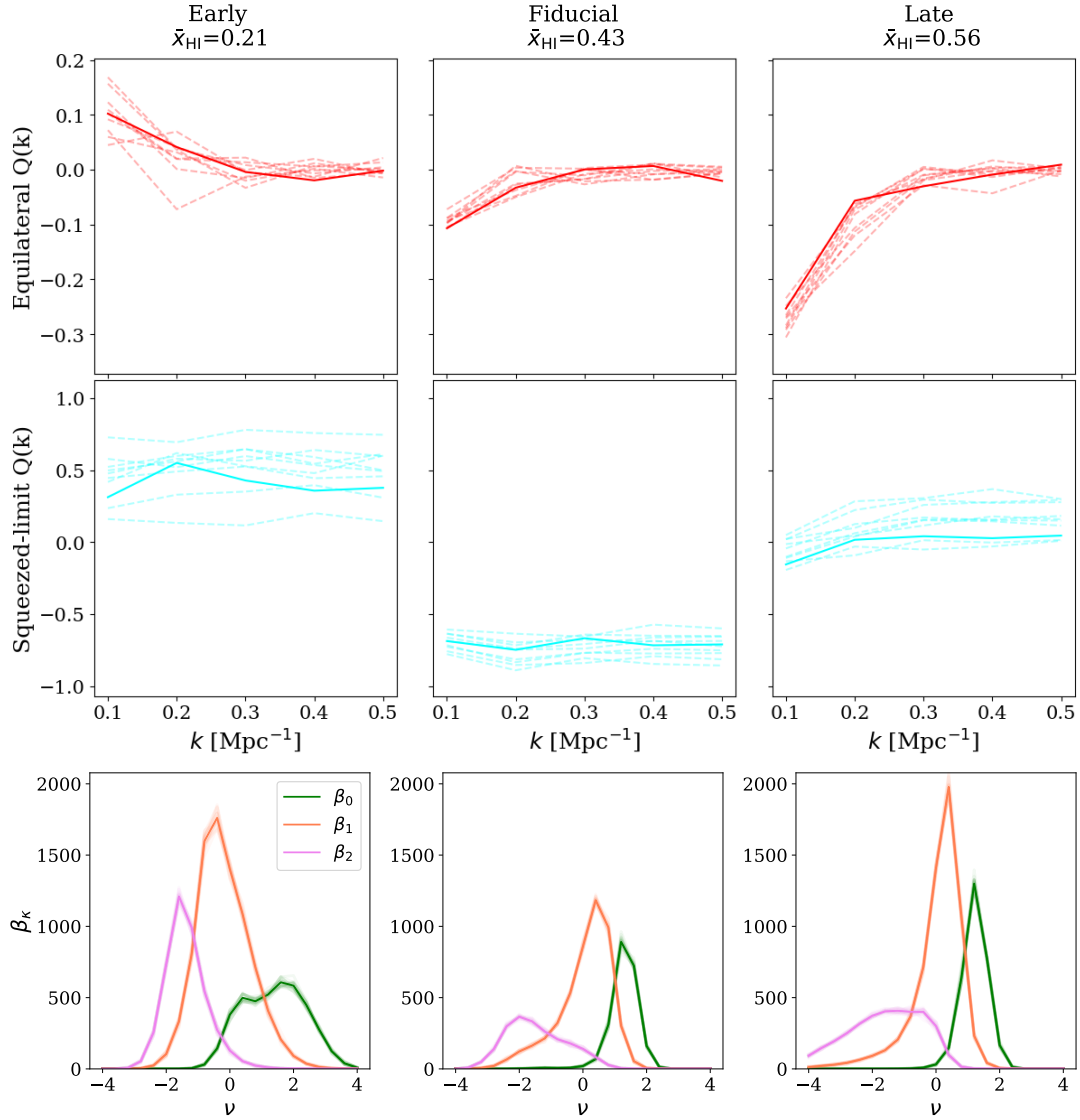 Early
x̄HI=0.21
Fiducial
x̄HI=0.43
Late
x̄HI=0.56
Equilateral Q(k)
0.2
0.1
0.0
−0.1
−0.2
−0.3
Squeezed-limit Q(k)
1.0
0.5
0.0
−0.5
−1.0
0.1 0.2 0.3 0.4 0.5
k [Mpc⁻¹]
0.1 0.2 0.3 0.4 0.5
k [Mpc⁻¹]
0.1 0.2 0.3 0.4 0.5
k [Mpc⁻¹]
βκ
2000
1500
1000
500
0
β0
β1
β2
−4 −2 0 2 4
ν
2000
1500
1000
500
0
−4 −2 0 2 4
ν
2000
1500
1000
500
0
−4 −2 0 2 4
ν